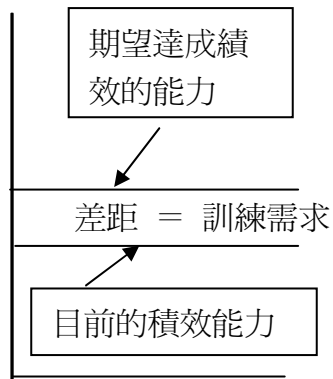 期望達成績
效的能力
差距 = 訓練需求
目前的積效能力